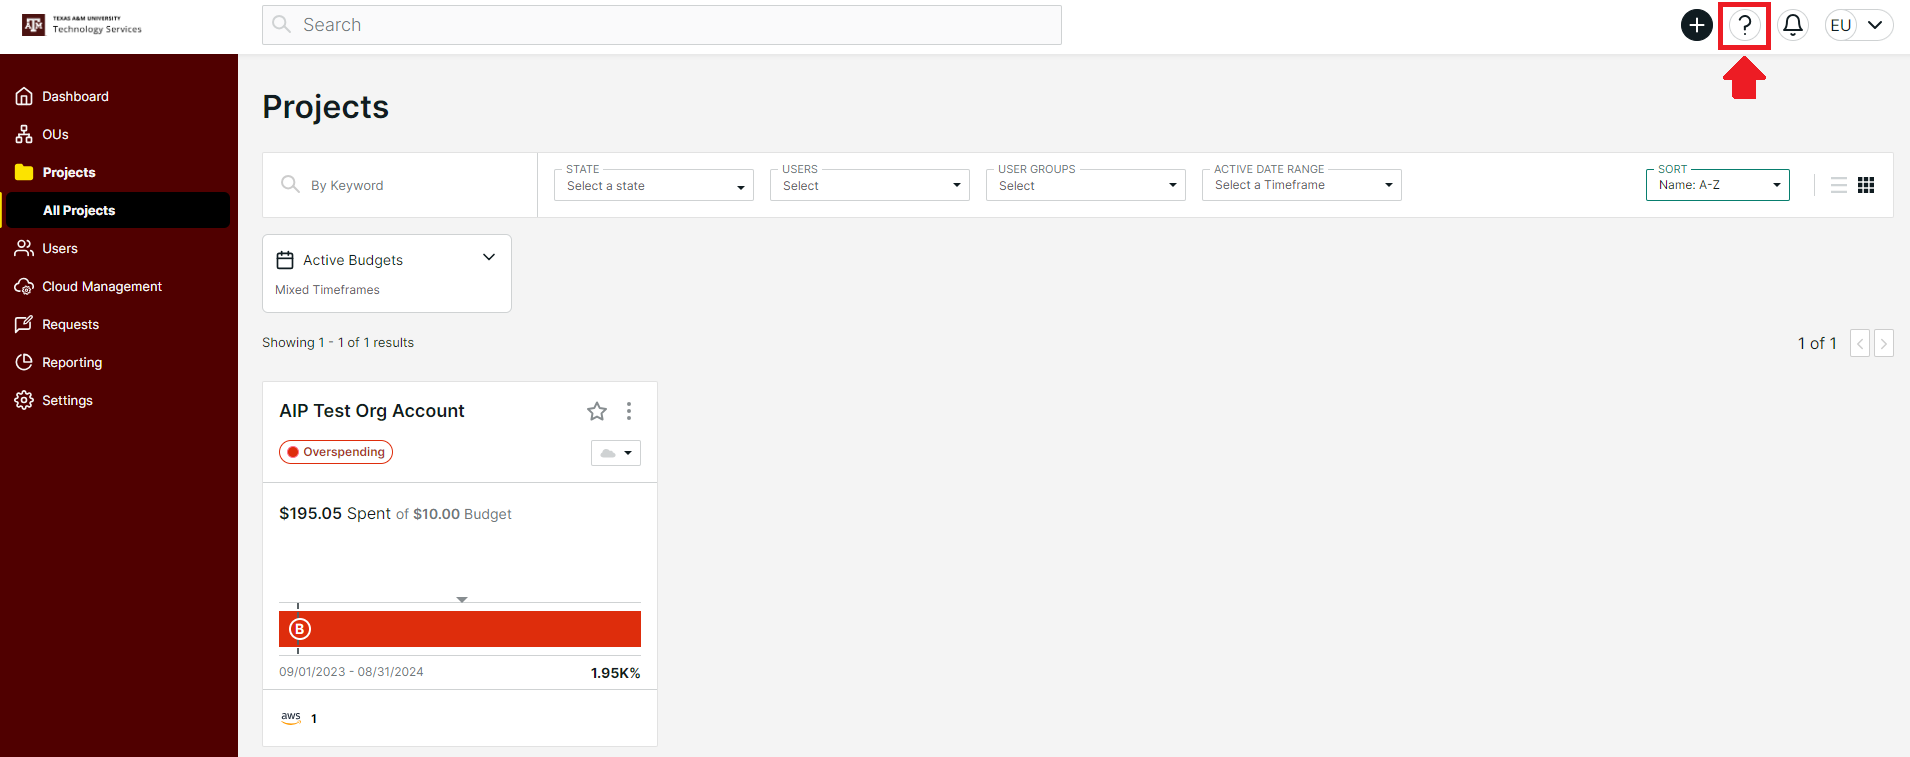 TEXAS A&M UNIVERSITY
Technology Services
Search
?
EU
Dashboard
OUs
Projects
All Projects
Users
Cloud Management
Requests
Reporting
Settings
Projects
By Keyword
STATE
Select a state
USERS
Select
USER GROUPS
Select
ACTIVE DATE RANGE
Select a Timeframe
SORT
Name: A-Z
Active Budgets
Mixed Timeframes
Showing 1 - 1 of 1 results
1 of 1
AIP Test Org Account
Overspending
$195.05 Spent of $10.00 Budget
B
09/01/2023 - 08/31/2024
1.95K%
aws 1